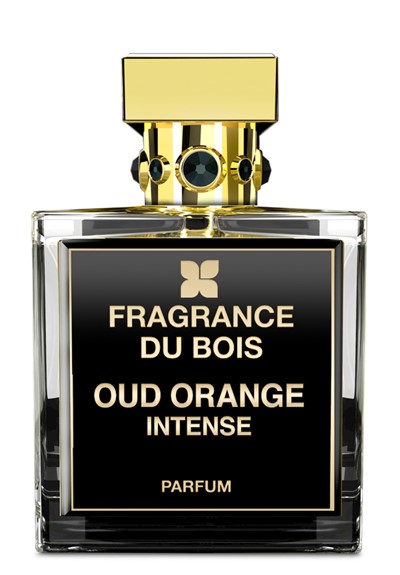 FRAGRANCE
DU BOIS
OUD ORANGE
INTENSE
PARFUM